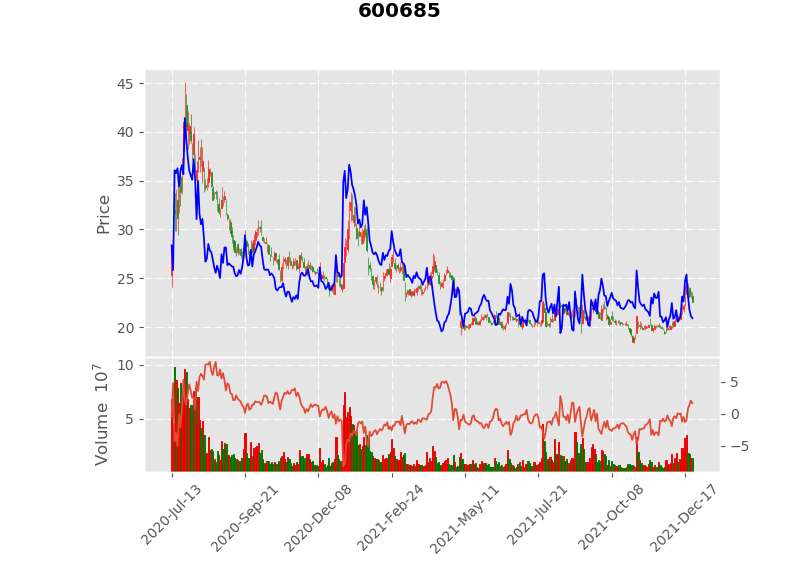 600685
45
40
35
30
25
20
Price
10
5
Volume 10^7
5
0
−5
2020-Jul-13
2020-Sep-21
2020-Dec-08
2021-Feb-24
2021-May-11
2021-Jul-21
2021-Oct-08
2021-Dec-17